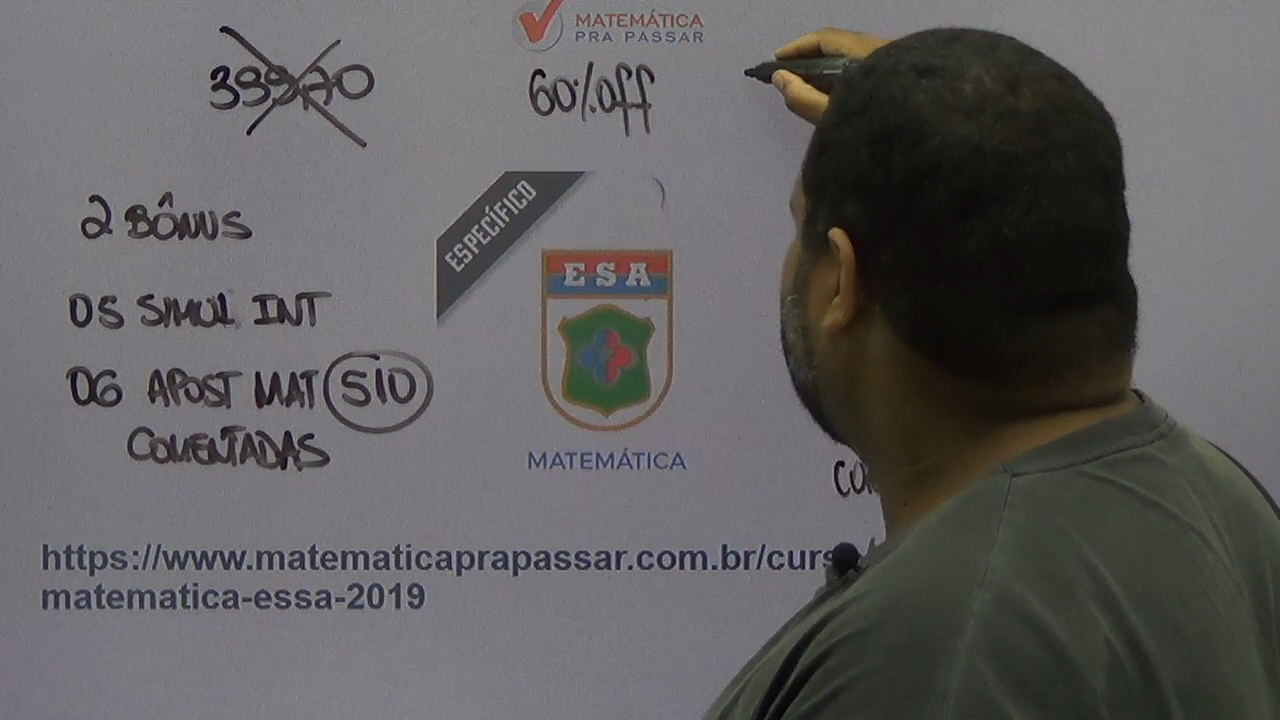 MATEMÁTICA
PRA PASSAR
60% off
2 BÔNUS
ESPECÍFICO
ESA
05 SIMUL INT
06 APOST MAT 510
COMENTADAS
MATEMÁTICA
https://www.matematicaprapassar.com.br/curs
matematica-essa-2019